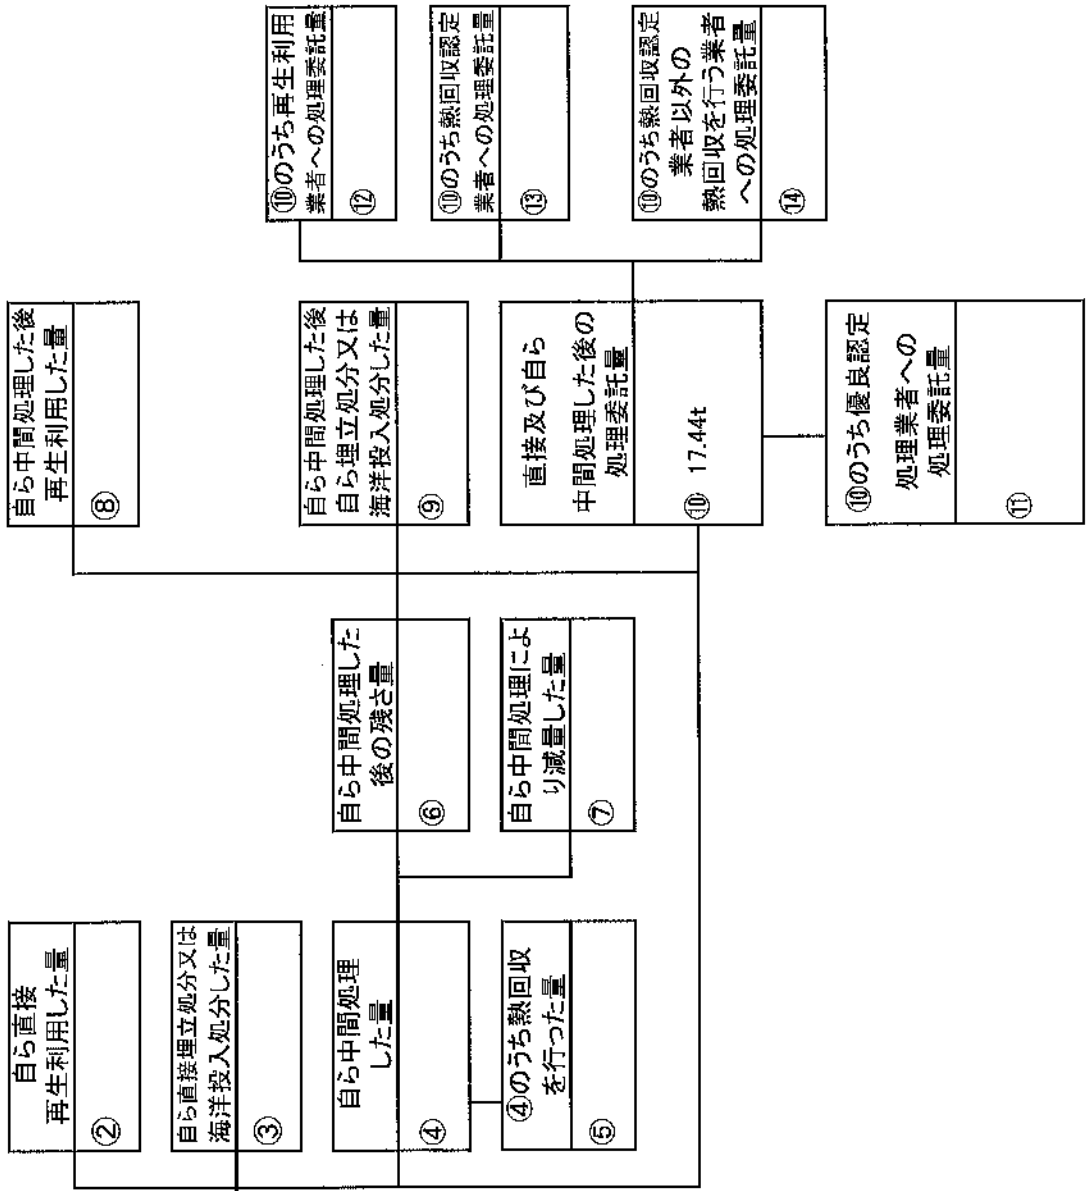 自ら直接
再生利用した量
②
自ら直接埋立処分又は
海洋投入処分した量
③
自ら中間処理
した量
④
④のうち熱回収
を行った量
⑤
自ら中間処理した
後の残さ量
⑥
自ら中間処理によ
り減量した量
⑦
自ら中間処理した後
再生利用した量
⑧
自ら中間処理した後
自ら埋立処分又は
海洋投入処分した量
⑨
直接及び自ら
中間処理した後の
処理委託量
⑩ 17.44t
⑩のうち優良認定
処理業者への
処理委託量
⑪
⑩のうち再生利用
業者への処理委託量
⑫
⑩のうち熱回収認定
業者への処理委託量
⑬
⑩のうち熱回収認定
業者以外の
熱回収を行う業者
への処理委託量
⑭